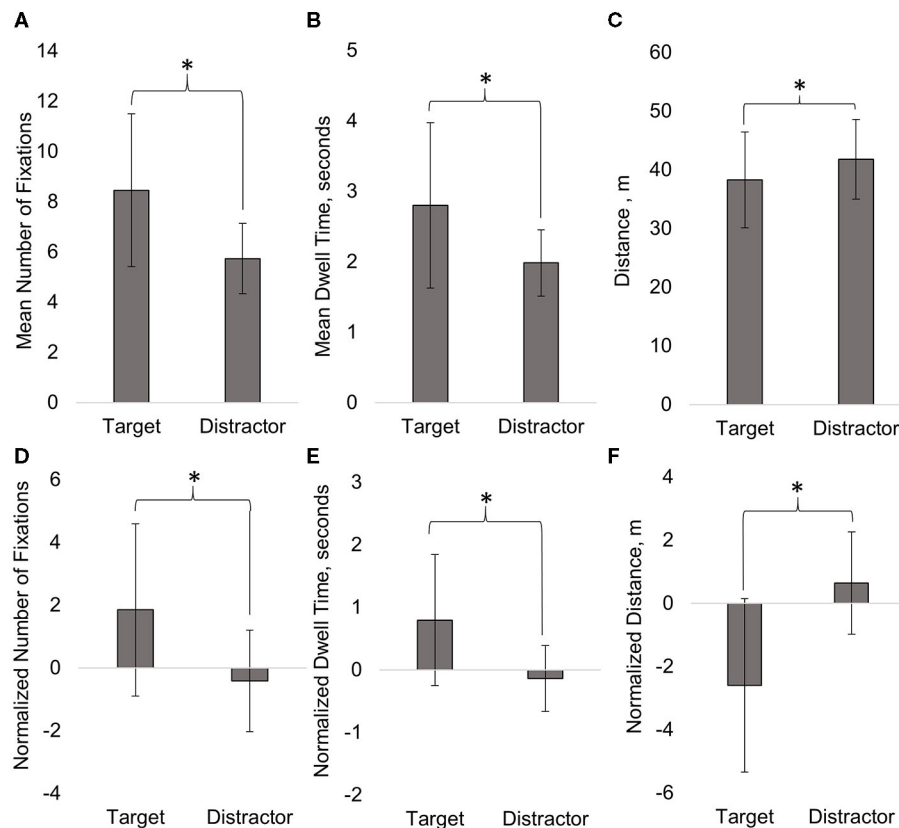 A
Mean Number of Fixations
14
12
10
8
6
4
2
0
*
Target Distractor
B
Mean Dwell Time, seconds
5
4
3
2
1
0
*
Target Distractor
C
Distance , m
60
50
40
30
20
10
0
*
Target Distractor
D
Normalized Number of Fixations
6
4
2
0
-2
-4
*
Target Distractor
E
Normalized Dwell Time, seconds
3
2
1
0
-1
-2
*
Target Distractor
F
Normalized Distance, m
4
2
0
-2
-4
-6
*
Target Distractor